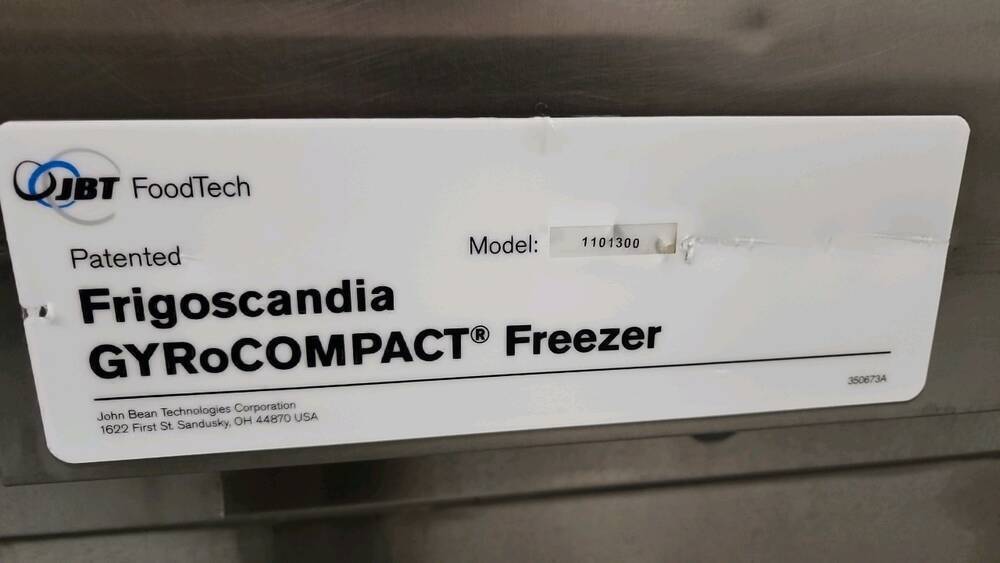 JBT FoodTech
Patented
Model: 1101300
Frigoscandia
GYRoCOMPACT® Freezer
350673A
John Bean Technologies Corporation
1622 First St. Sandusky, OH 44870 USA